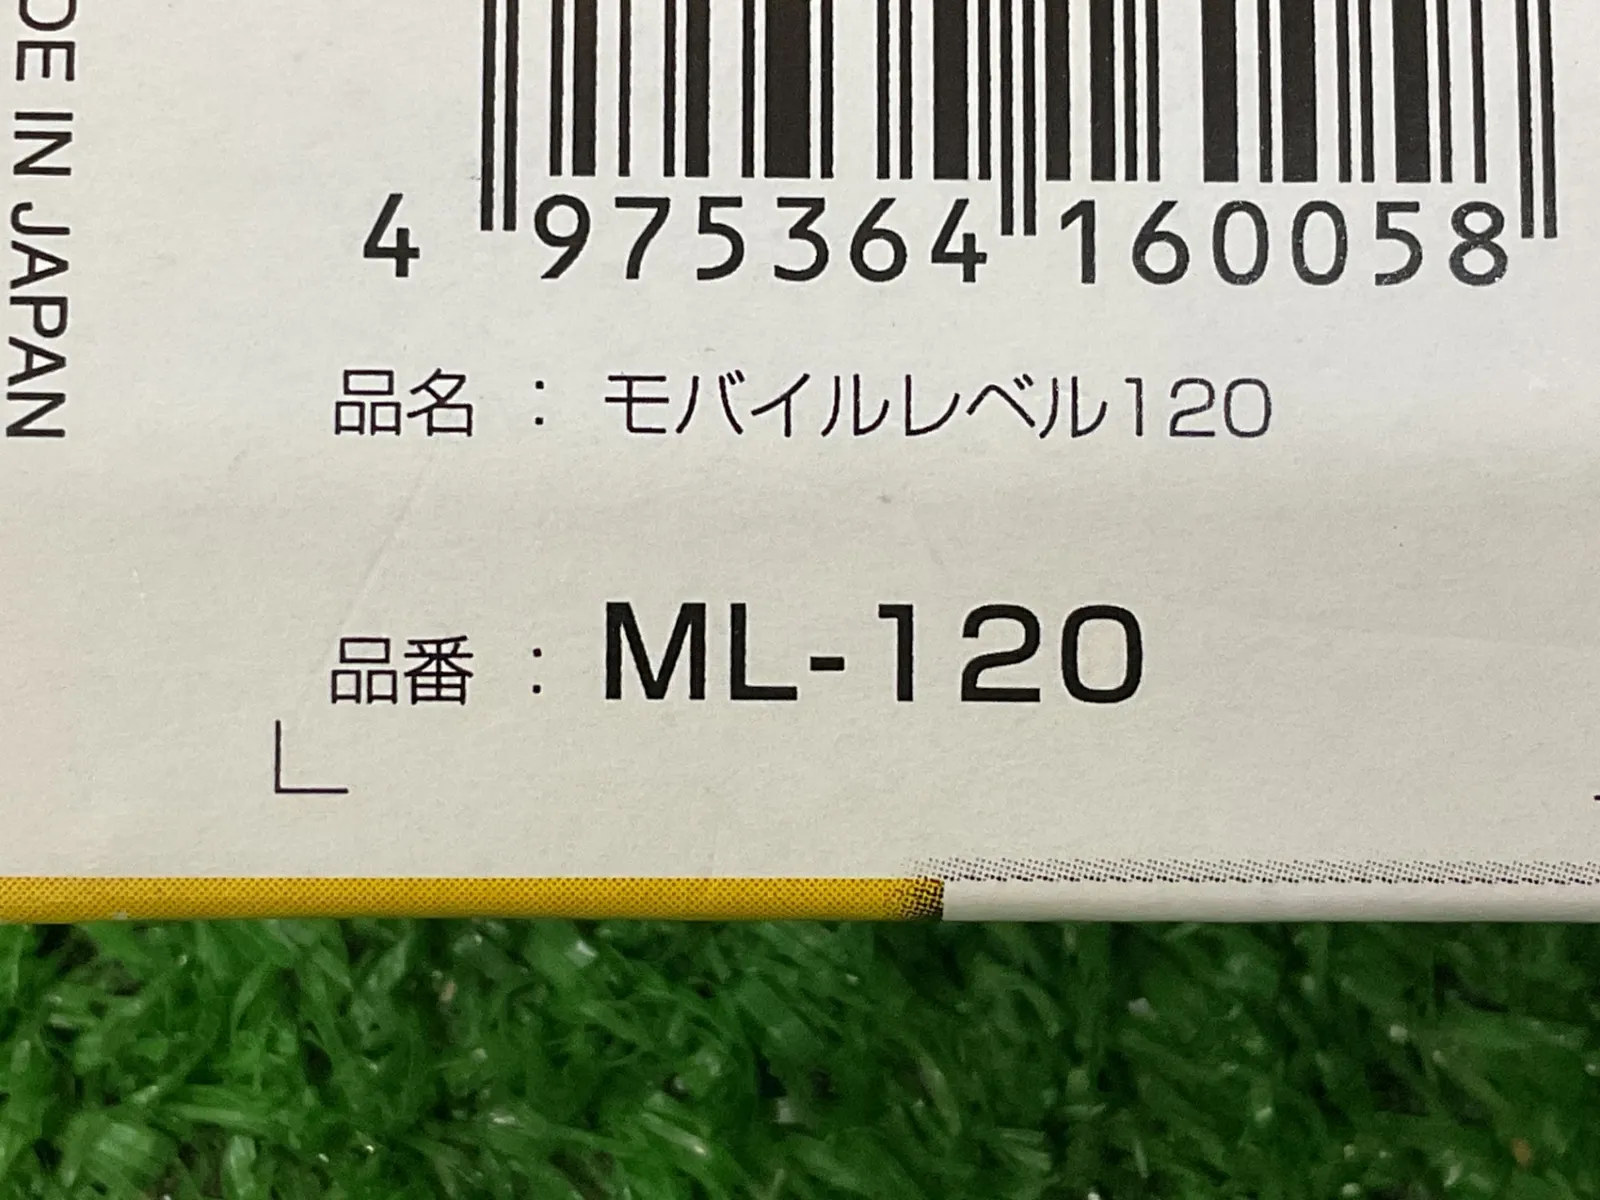 DE IN JAPAN
4 975364 160058
品名 : モバイルレベル120
品番 : ML-120